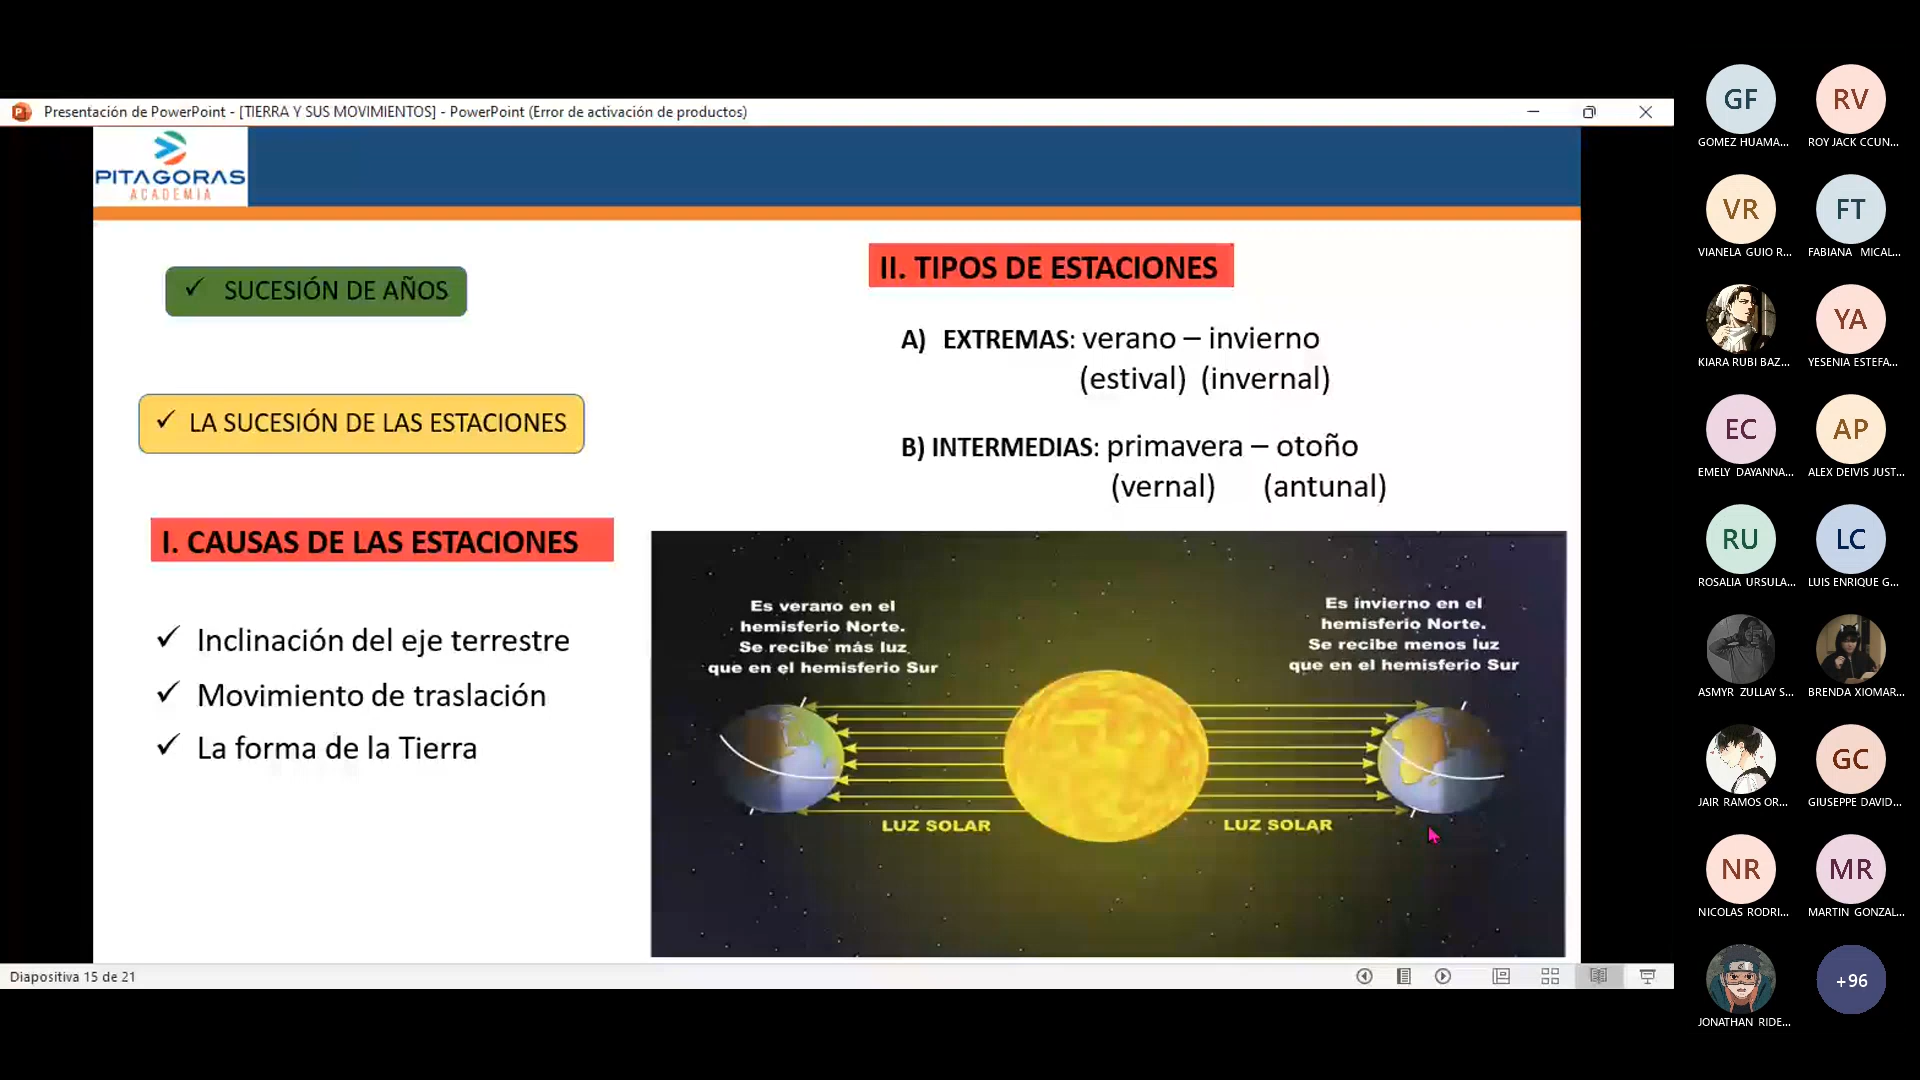 Presentación de PowerPoint - [TIERRA Y SUS MOVIMIENTOS] - PowerPoint (Error de activación de productos)
PITAGORAS
ACADEMIA
✓ SUCESIÓN DE AÑOS
✓ LA SUCESIÓN DE LAS ESTACIONES
I. CAUSAS DE LAS ESTACIONES
✓ Inclinación del eje terrestre
✓ Movimiento de traslación
✓ La forma de la Tierra
II. TIPOS DE ESTACIONES
A) EXTREMAS: verano – invierno
(estival) (invernal)
B) INTERMEDIAS: primavera – otoño
(vernal) (antunal)
Es verano en el
hemisferio Norte.
Se recibe más luz
que en el hemisferio Sur
Es invierno en el
hemisferio Norte.
Se recibe menos luz
que en el hemisferio Sur
LUZ SOLAR
LUZ SOLAR
Diapositiva 15 de 21
GF
RV
GOMEZ HUAMA...
ROY JACK CCUN...
VR
FT
VIANELA GUIO R...
FABIANA MICAL...
YA
KIARA RUBI BAZ...
YESENIA ESTEFA...
EC
AP
EMELY DAYANNA...
ALEX DEIVIS JUST...
RU
LC
ROSALIA URSULA...
LUIS ENRIQUE G...
ASMYR ZULLAY S...
BRENDA XIOMAR...
GC
JAIR RAMOS OR...
GIUSEPPE DAVID...
NR
MR
NICOLAS RODRI...
MARTIN GONZAL...
+96
JONATHAN RIDE...